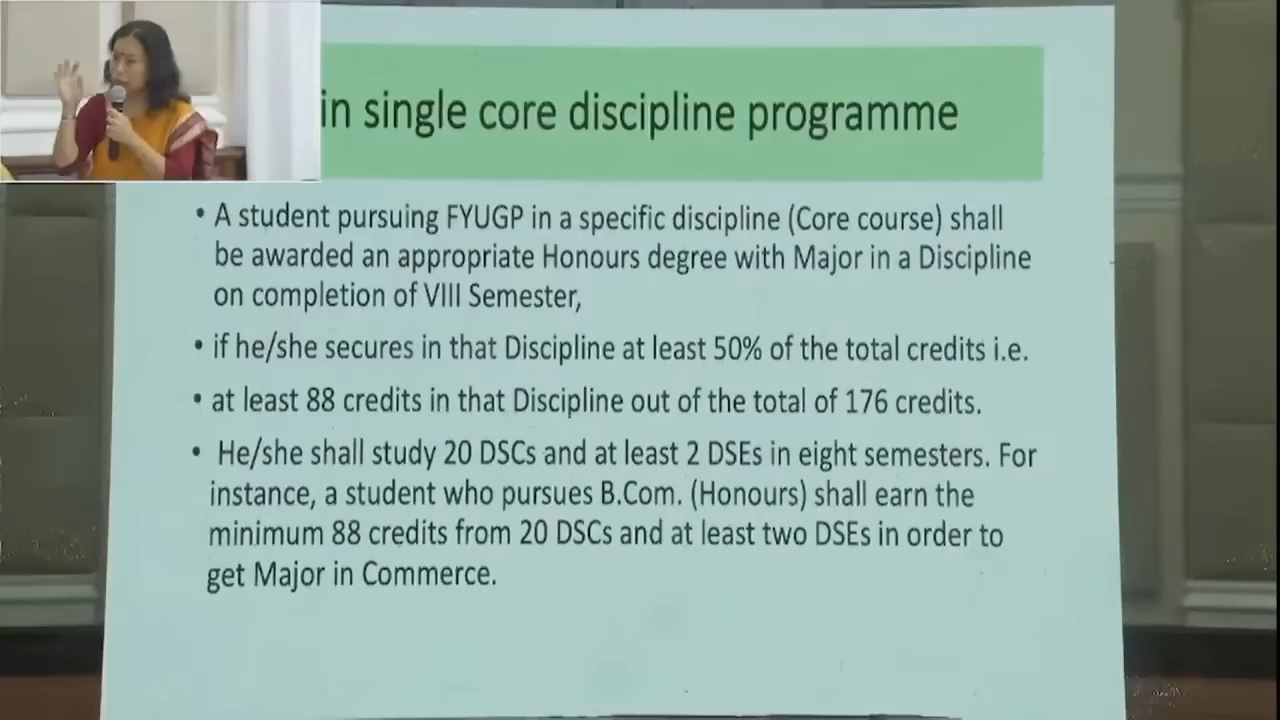 in single core discipline programme
• A student pursuing FYUGP in a specific discipline (Core course) shall
be awarded an appropriate Honours degree with Major in a Discipline
on completion of VIII Semester,
• if he/she secures in that Discipline at least 50% of the total credits i.e.
• at least 88 credits in that Discipline out of the total of 176 credits.
• He/she shall study 20 DSCs and at least 2 DSEs in eight semesters. For
instance, a student who pursues B.Com. (Honours) shall earn the
minimum 88 credits from 20 DSCs and at least two DSEs in order to
get Major in Commerce.